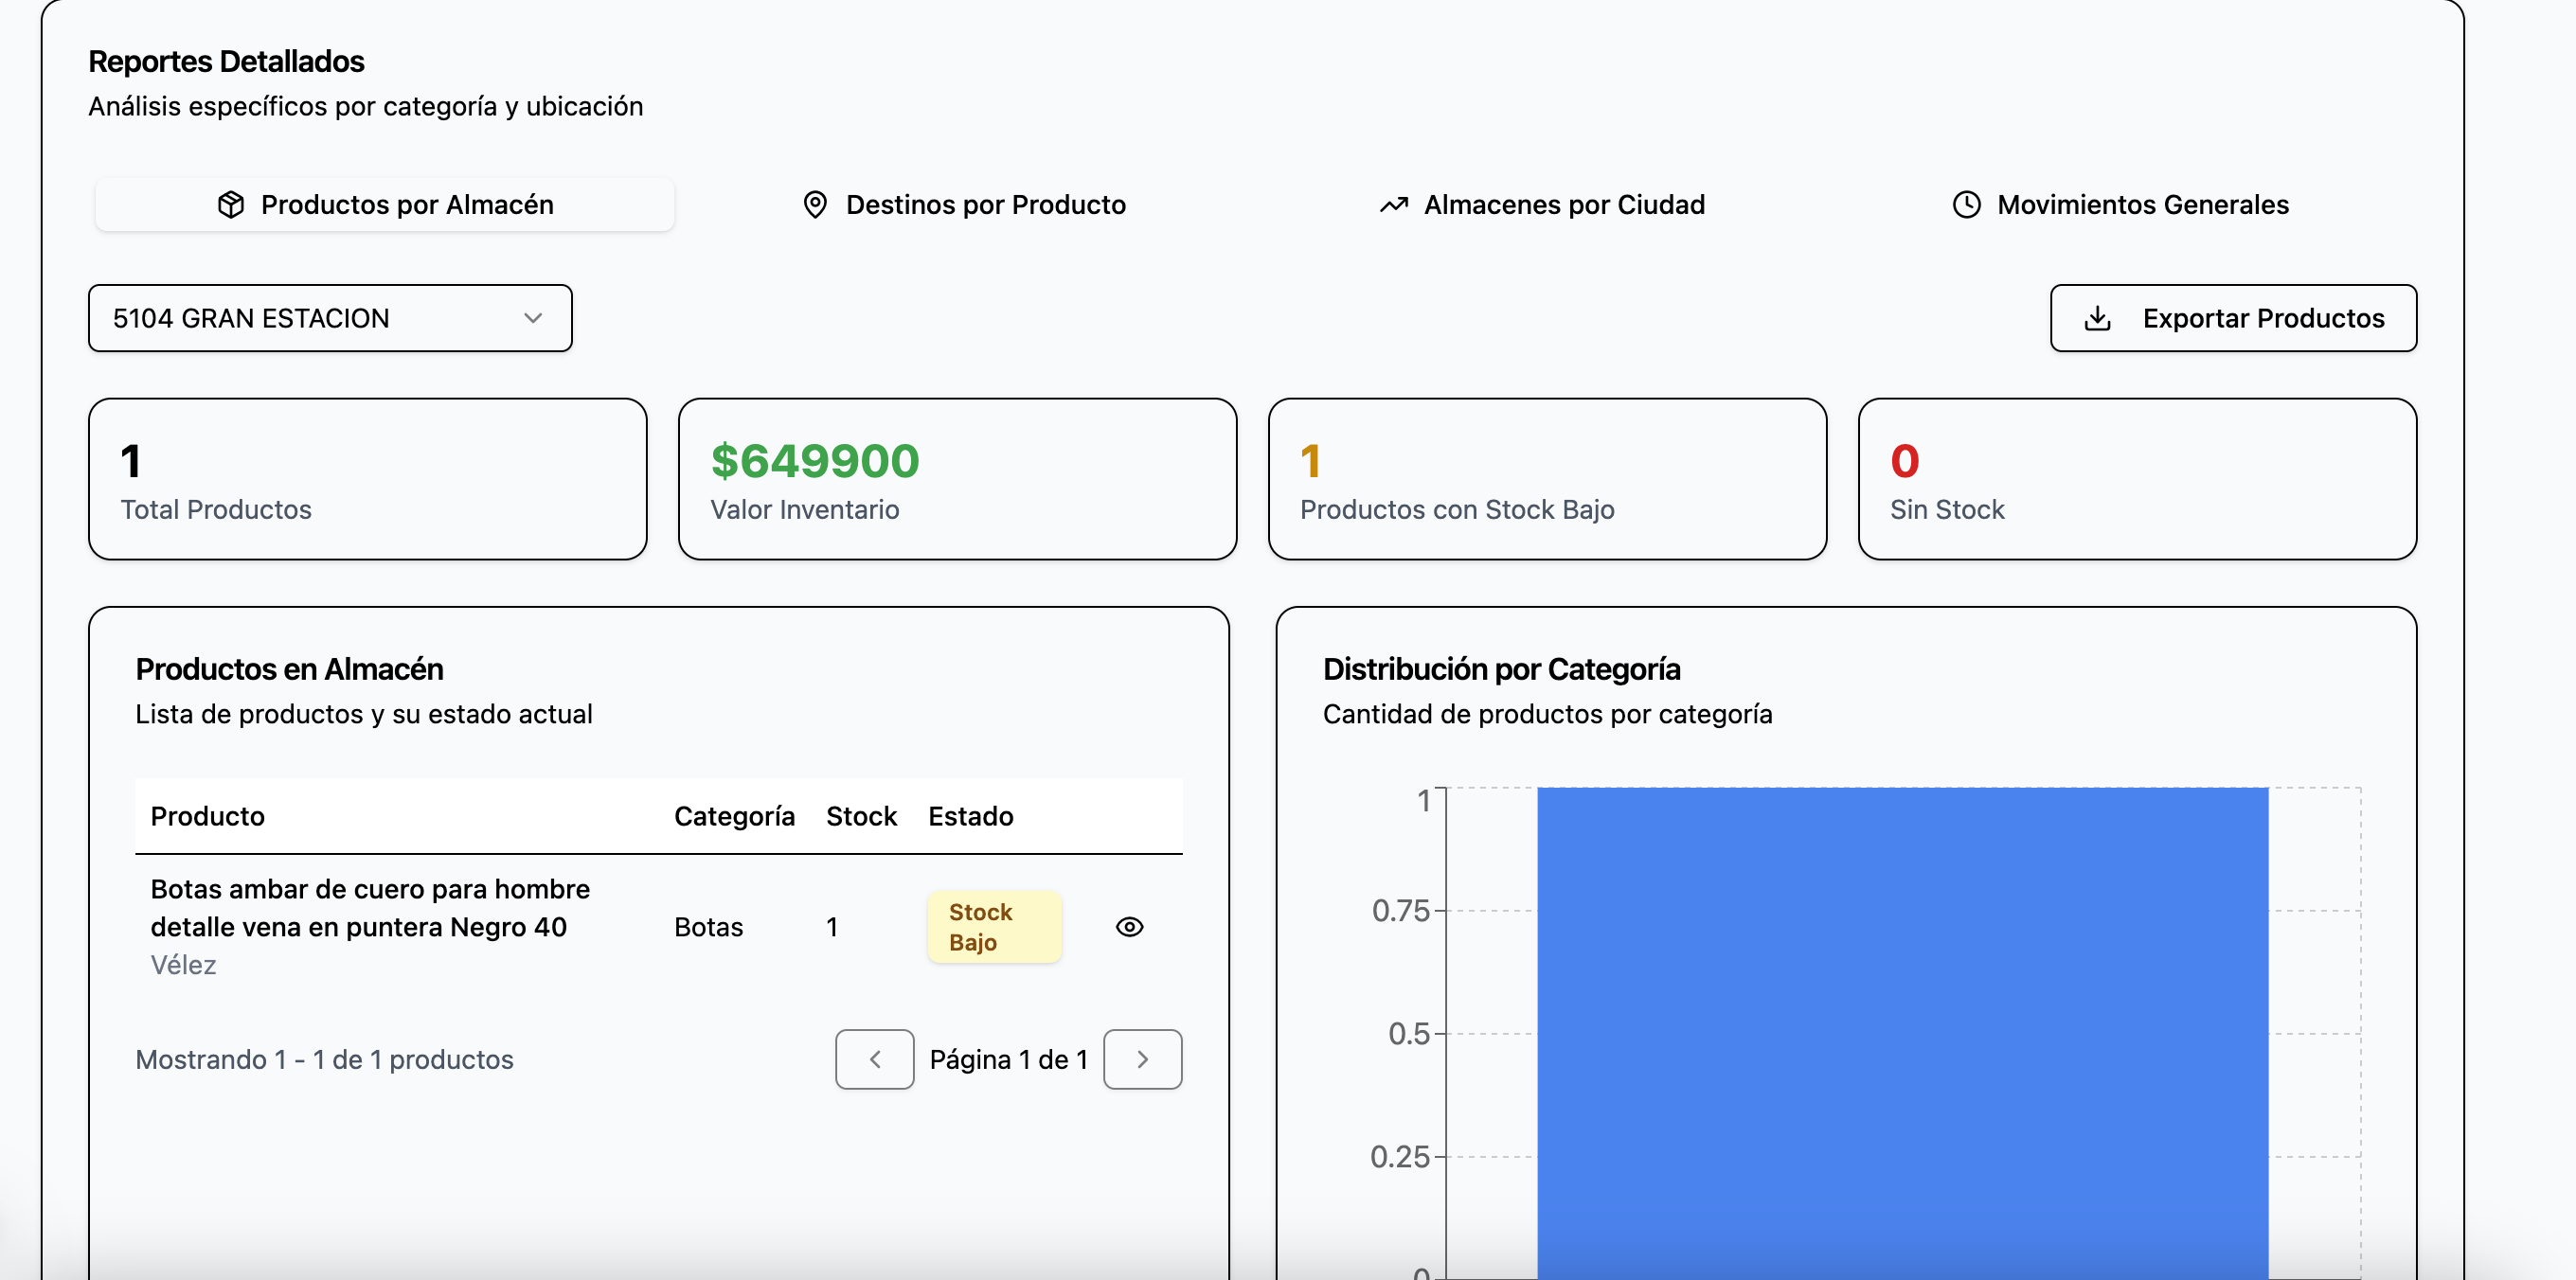 Reportes Detallados
Análisis específicos por categoría y ubicación
Productos por Almacén
Destinos por Producto
Almacenes por Ciudad
Movimientos Generales
5104 GRAN ESTACION
Exportar Productos
1
Total Productos
$649900
Valor Inventario
1
Productos con Stock Bajo
0
Sin Stock
Productos en Almacén
Lista de productos y su estado actual
Producto Categoría Stock Estado
Botas ambar de cuero para hombre
detalle vena en puntera Negro 40
Vélez
Botas
1
Stock
Bajo
Mostrando 1 - 1 de 1 productos
Página 1 de 1
Distribución por Categoría
Cantidad de productos por categoría
1
0.75
0.5
0.25
0